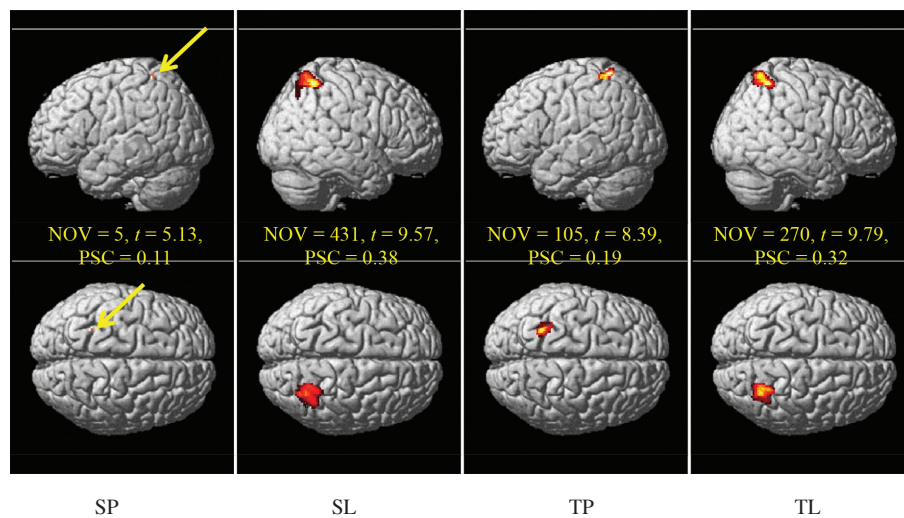 NOV = 5, t = 5.13,
PSC = 0.11
NOV = 431, t = 9.57,
PSC = 0.38
NOV = 105, t = 8.39,
PSC = 0.19
NOV = 270, t = 9.79,
PSC = 0.32
SP
SL
TP
TL